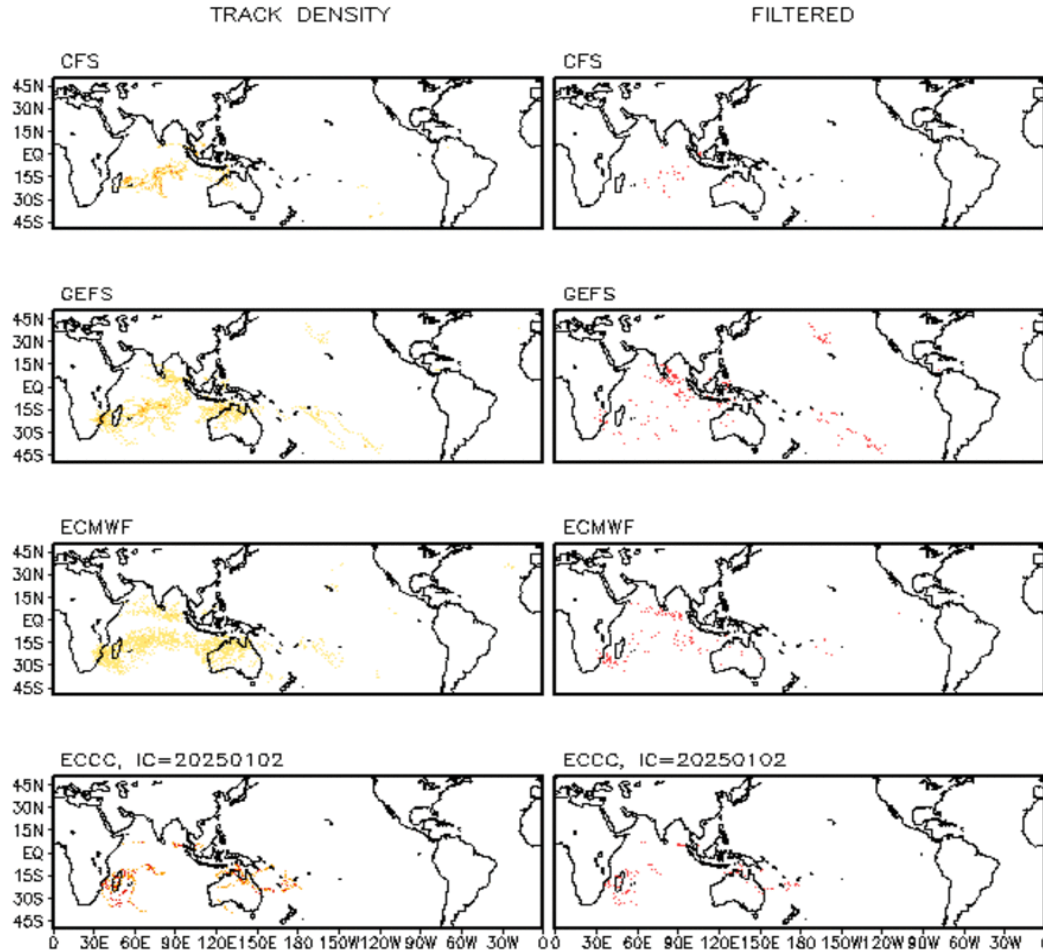 TRACK DENSITY FILTERED
CFS CFS
45N
30N
15N
EQ
15S
30S
45S
GEFS GEFS
45N
30N
15N
EQ
15S
30S
45S
ECMWF ECMWF
45N
30N
15N
EQ
15S
30S
45S
ECCC, IC=20250102 ECCC, IC=20250102
45N
30N
15N
EQ
15S
30S
45S
0 30E 60E 90E 120E 150E 180 150W 120W 90W 60W 30W 0 30E 60E 90E 120E 150E 180 150W 120W 90W 60W 30W